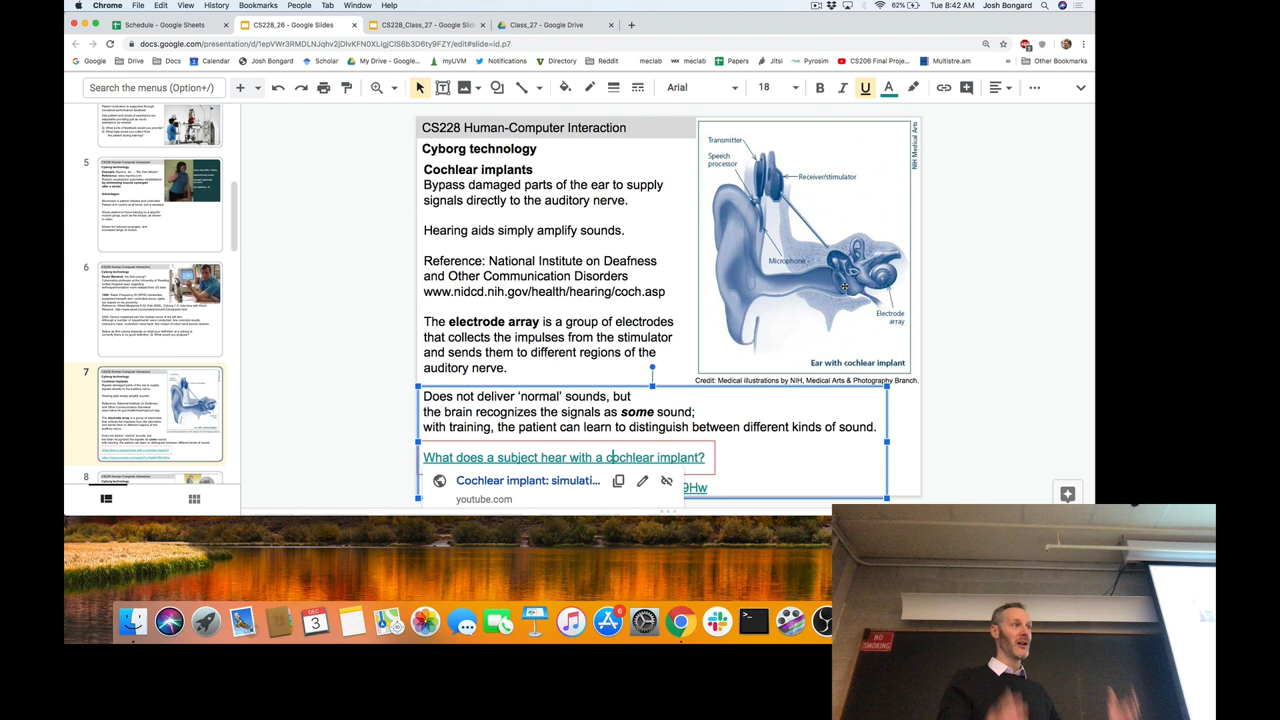 Chrome File Edit View History Bookmarks People Tab Window Help
62% Tue 8:42 AM Josh Bongard
Schedule - Google Sheets
CS228_26 - Google Slides
CS228_Class_27 - Google Slid
Class_27 - Google Drive
docs.google.com/presentation/d/1epVWr3RMDLNJqhv2jDlvKFN0XLIgjClS6b3D6ty9FZY/edit#slide=id.p7
Google Drive Docs Calendar Josh Bongard Scholar My Drive - Google... myUVM Notifications Directory Reddit meclab meclab Papers Jitsi Pyrosim CS206 Final Proje... Multistre.am Other Bookmarks
Search the menus (Option+/)
Arial
18
B I U A
5
6
7
8
CS228 Human-Computer Interaction
Cyborg technology
Cochlear implants
Bypass damaged parts of the ear to supply
signals directly to the auditory nerve.
Hearing aids simply amplify sounds.
Reference: National Institute on Deafness
and Other Communication Disorders
www.nidcd.nih.gov/health/hearing/coch.asp
The electrode array is a group of electrodes
that collects the impulses from the stimulator
and sends them to different regions of the
auditory nerve.
Does not deliver 'normal' sounds, but
the brain recognizes these as some sound;
with training, the patient can learn distinguish between different kinds of sound.
What does a subject hear with a cochlear implant?
Cochlear implant: simulati...
youtube.com
9Hw
Transmitter
Speech
processor
Receiver/stimulator
Microphone
Electrode
array
Ear with cochlear implant
NIH Medical Arts
Credit: Medical illustrations by NIH, Medical Arts & Photography Branch.
DEC
3
6
NO
SMOKING